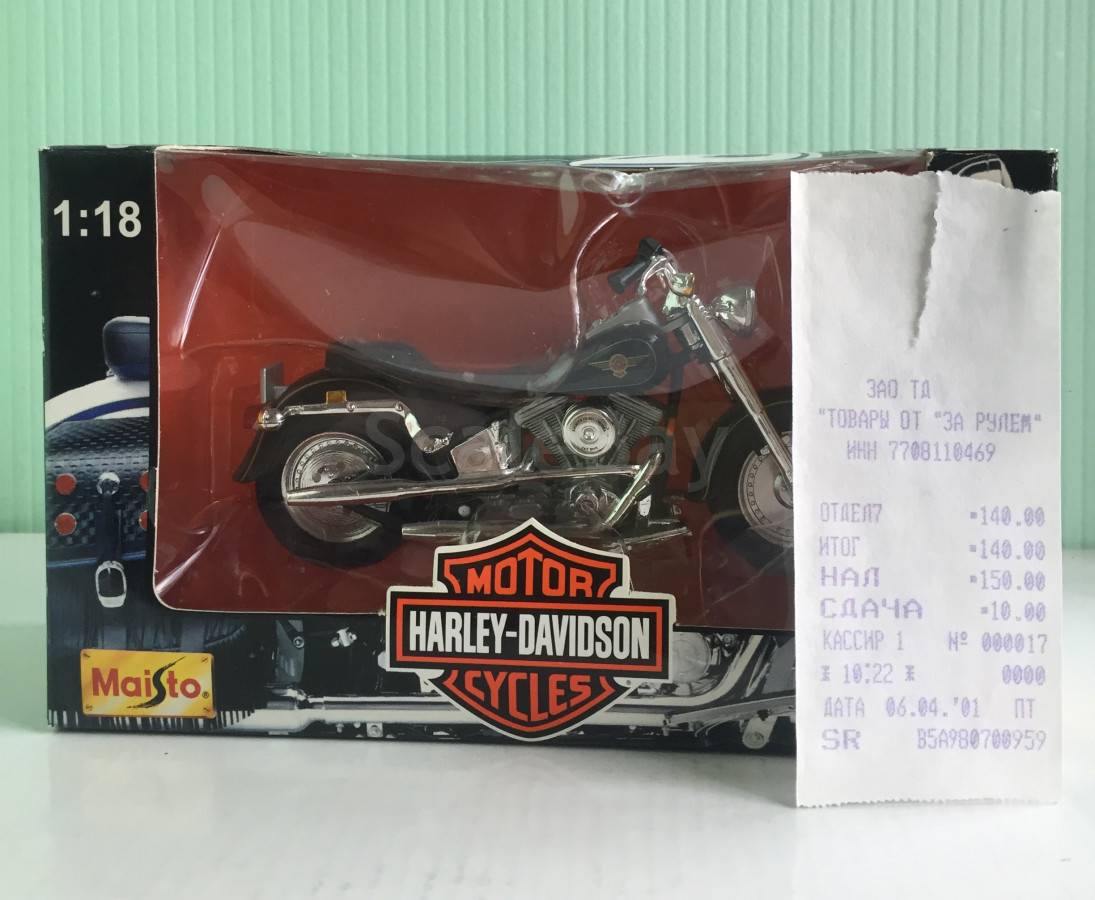 1:18
MOTOR
HARLEY-DAVIDSON
CYCLES
Maisto®
ЗАО ТД
"ТОВАРЫ ОТ "ЗА РУЛЕМ"
ИНН 7708110469
ОТДЕЛ7 =140.00
ИТОГ =140.00
НАЛ =150.00
СДАЧА =10.00
КАССИР 1 № 000017
* 10:22 * 0000
ДАТА 06.04.'01 ПТ
SR B5A980700959